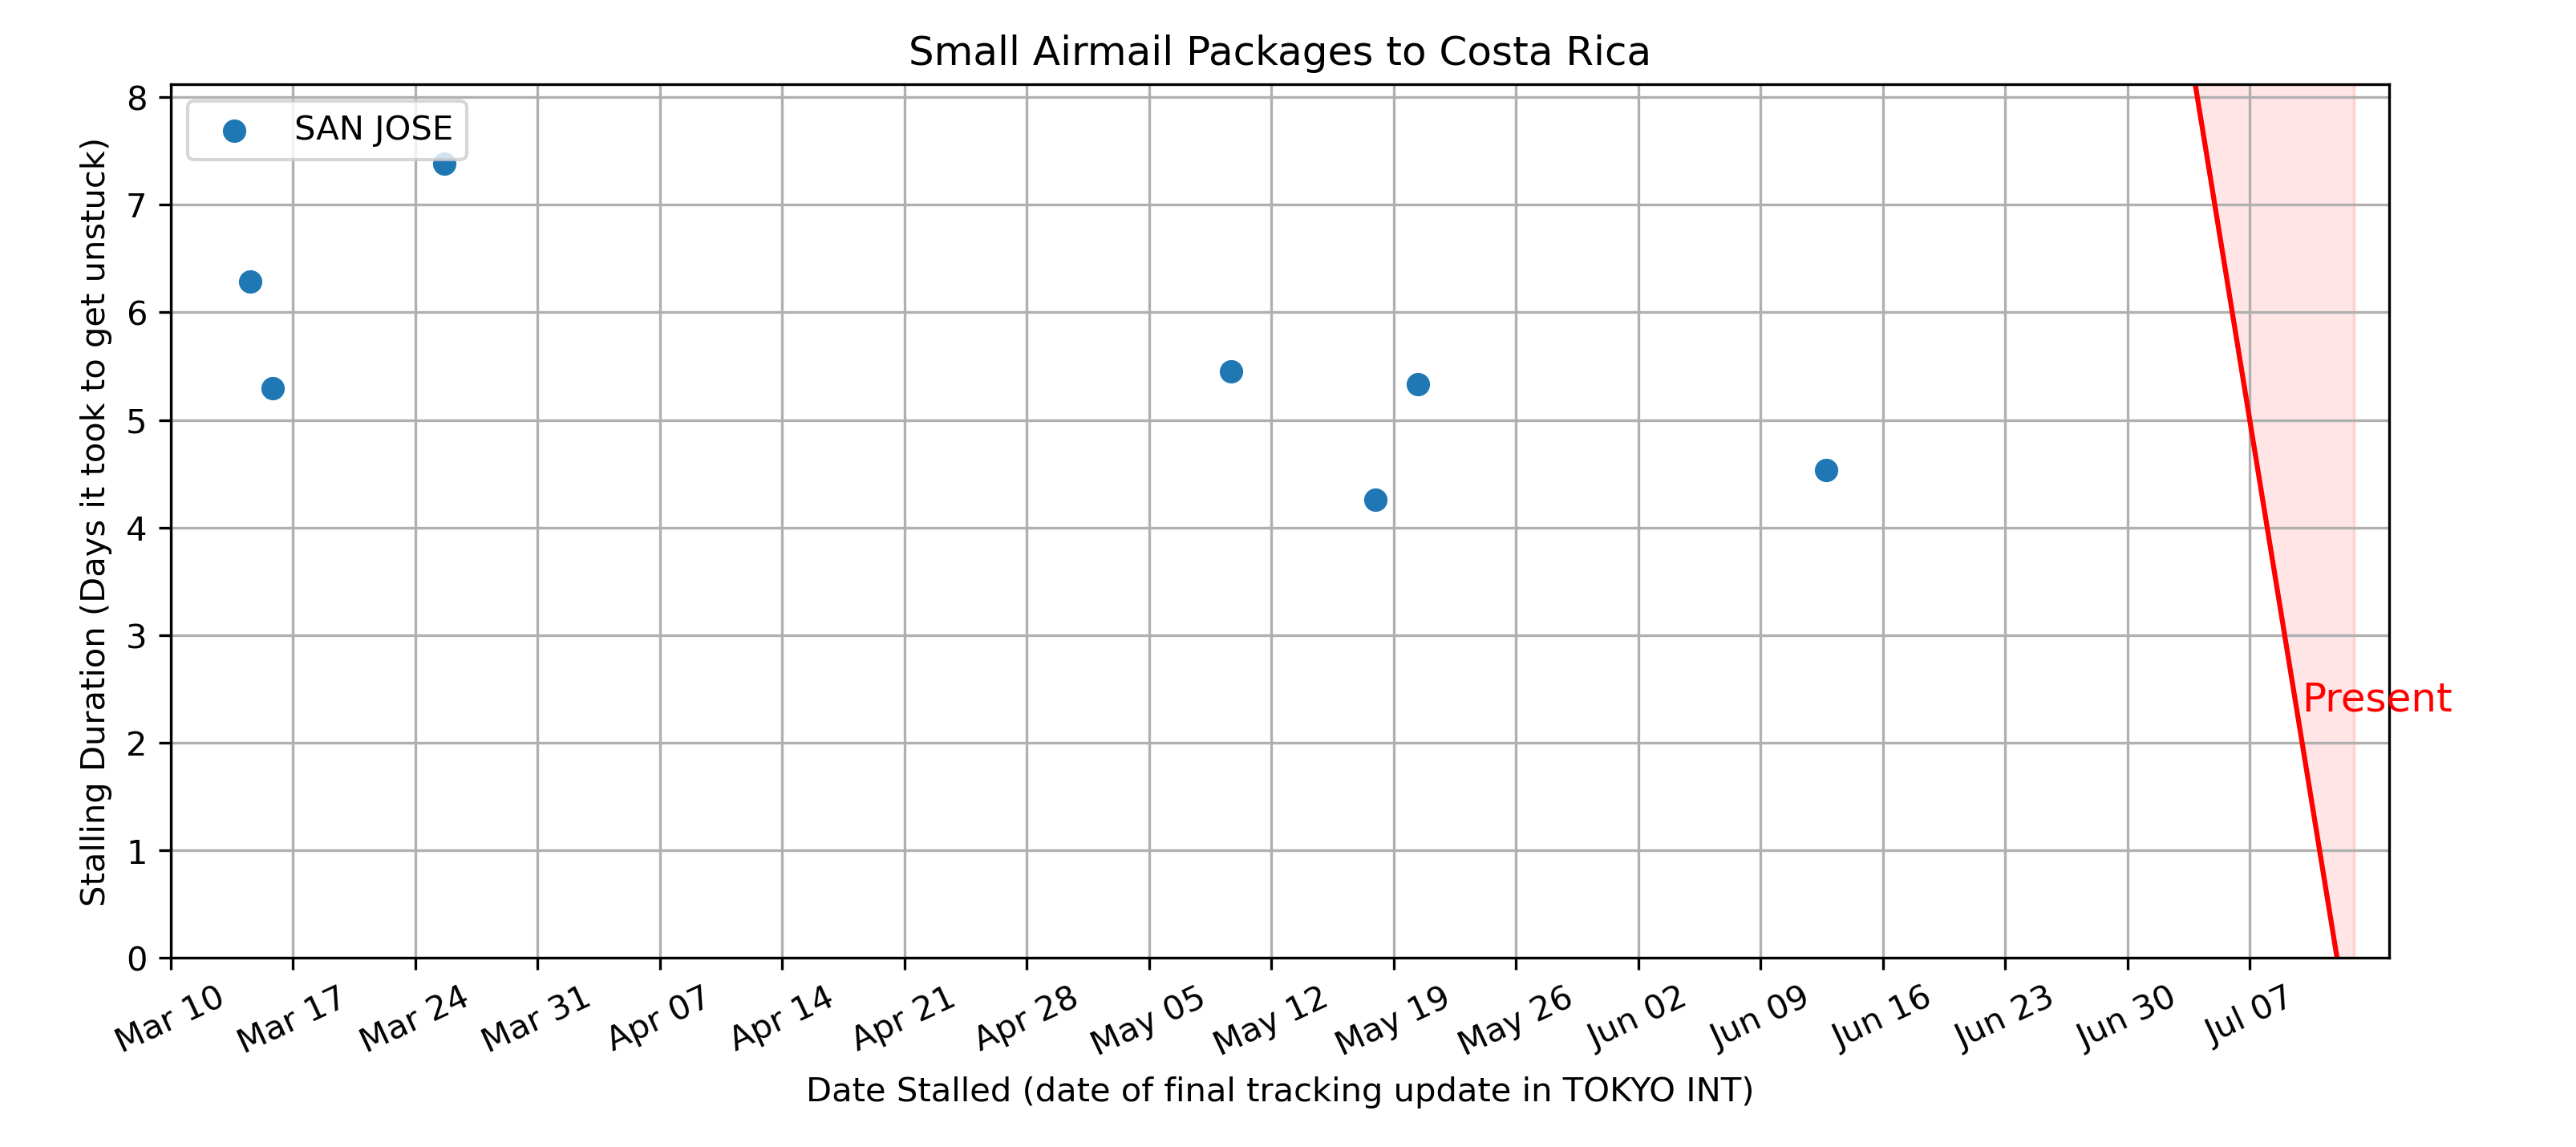 Small Airmail Packages to Costa Rica
SAN JOSE
Stalling Duration (Days it took to get unstuck)
8
7
6
5
4
3
2
1
0
Present
Mar 10 Mar 17 Mar 24 Mar 31 Apr 07 Apr 14 Apr 21 Apr 28 May 05 May 12 May 19 May 26 Jun 02 Jun 09 Jun 16 Jun 23 Jun 30 Jul 07
Date Stalled (date of final tracking update in TOKYO INT)